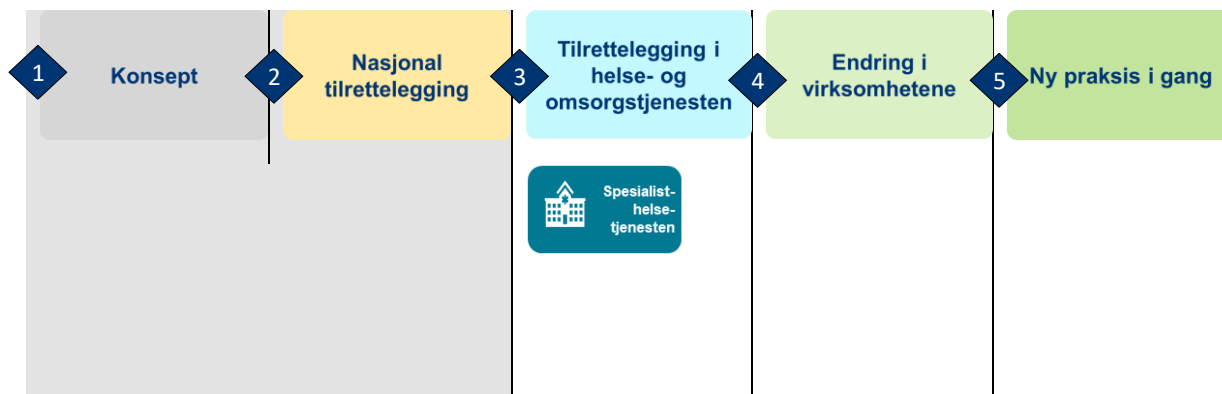 1
Konsept
2
Nasjonal
tilrettelegging
3
Tilrettelegging i
helse- og
omsorgstjenesten
4
Endring i
virksomhetene
5
Ny praksis i gang
Spesialist-
helse-
tjenesten